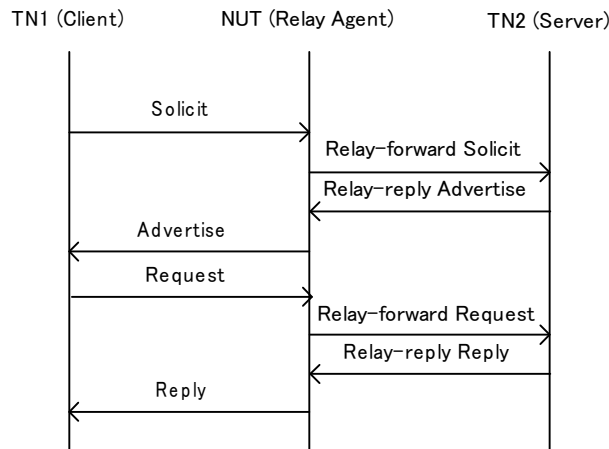 TN1 (Client)
NUT (Relay Agent)
TN2 (Server)
Solicit
Relay-forward Solicit
Relay-reply Advertise
Advertise
Request
Relay-forward Request
Relay-reply Reply
Reply